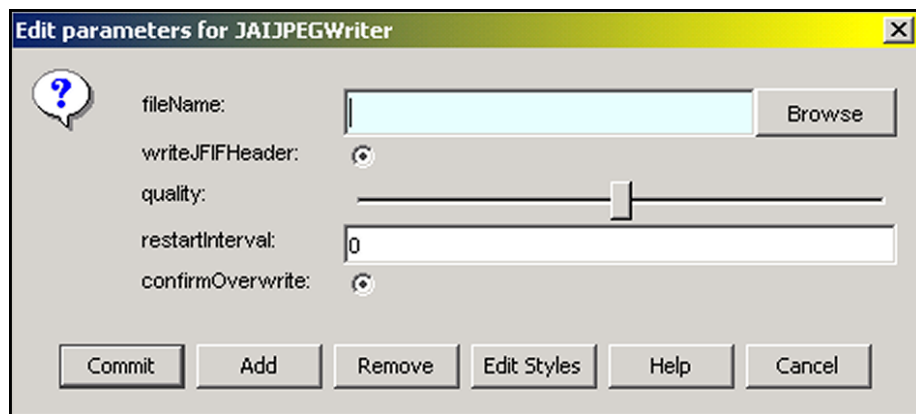 Edit parameters for JAIJPEGWriter
?
fileName:
Browse
writeJFIFHeader:
quality:
restartInterval:
0
confirmOverwrite:
Commit Add Remove Edit Styles Help Cancel